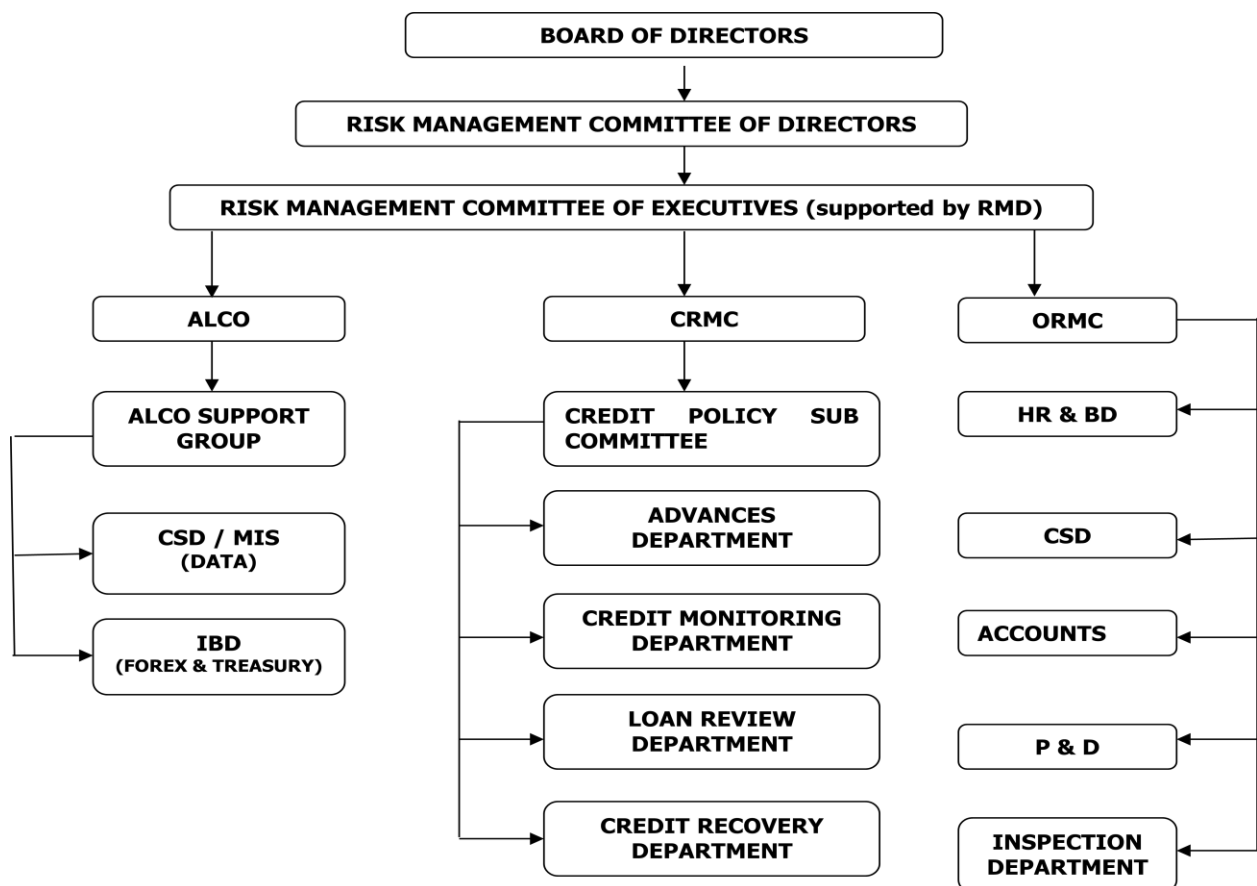 BOARD OF DIRECTORS
RISK MANAGEMENT COMMITTEE OF DIRECTORS
RISK MANAGEMENT COMMITTEE OF EXECUTIVES (supported by RMD)
ALCO
CRMC
ORMC
ALCO SUPPORT
GROUP
CREDIT POLICY SUB
COMMITTEE
HR & BD
CSD / MIS
(DATA)
ADVANCES
DEPARTMENT
CSD
IBD
(FOREX & TREASURY)
CREDIT MONITORING
DEPARTMENT
ACCOUNTS
LOAN REVIEW
DEPARTMENT
P & D
CREDIT RECOVERY
DEPARTMENT
INSPECTION
DEPARTMENT